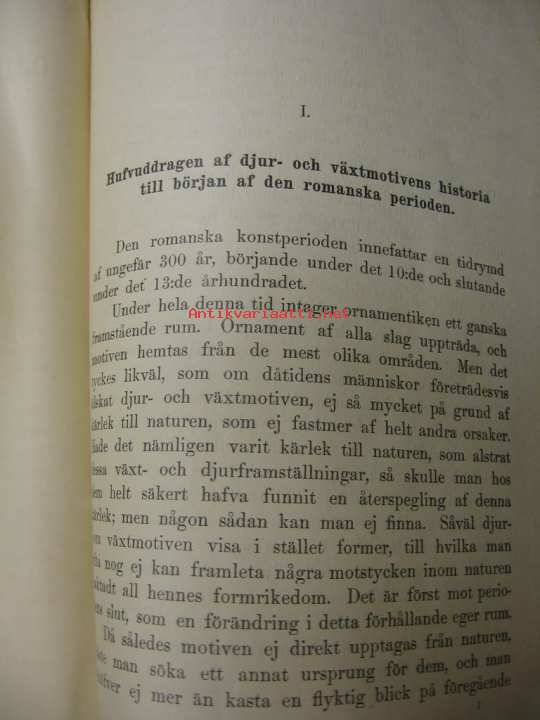 I.
Hufvuddragen af djur- och växtmotivens historia
till början af den romanska perioden.
Den romanska konstperioden innefattar en tidrymd
af ungefär 300 år, börjande under det 10:de och slutande
under det 13:de århundradet.
Under hela denna tid intager ornamentiken ett ganska
Antikvariaatti.net
framstående rum. Ornament af alla slag uppträda, och
motiven hemtas från de mest olika områden. Men det
tyckes likväl, som om dåtidens människor företrädesvis
älskat djur- och växtmotiven, ej så mycket på grund af
kärlek till naturen, som ej fastmer af helt andra orsaker.
Hade det nämligen varit kärlek till naturen, som alstrat
dessa växt- och djurframställningar, så skulle man hos
dem helt säkert hafva funnit en återspegling af denna
kärlek; men någon sådan kan man ej finna. Såväl djur-
om växtmotiven visa i stället former, till hvilka man
ofta nog ej kan framleta några motstycken inom naturen
oaktadt all hennes formrikedom. Det är först mot perio-
dens slut, som en förändring i detta förhållande eger rum.
Då således motiven ej direkt upptagas från naturen,
man söka ett annat ursprung för dem, och man
ej mer än kasta en flyktig blick på föregående
1